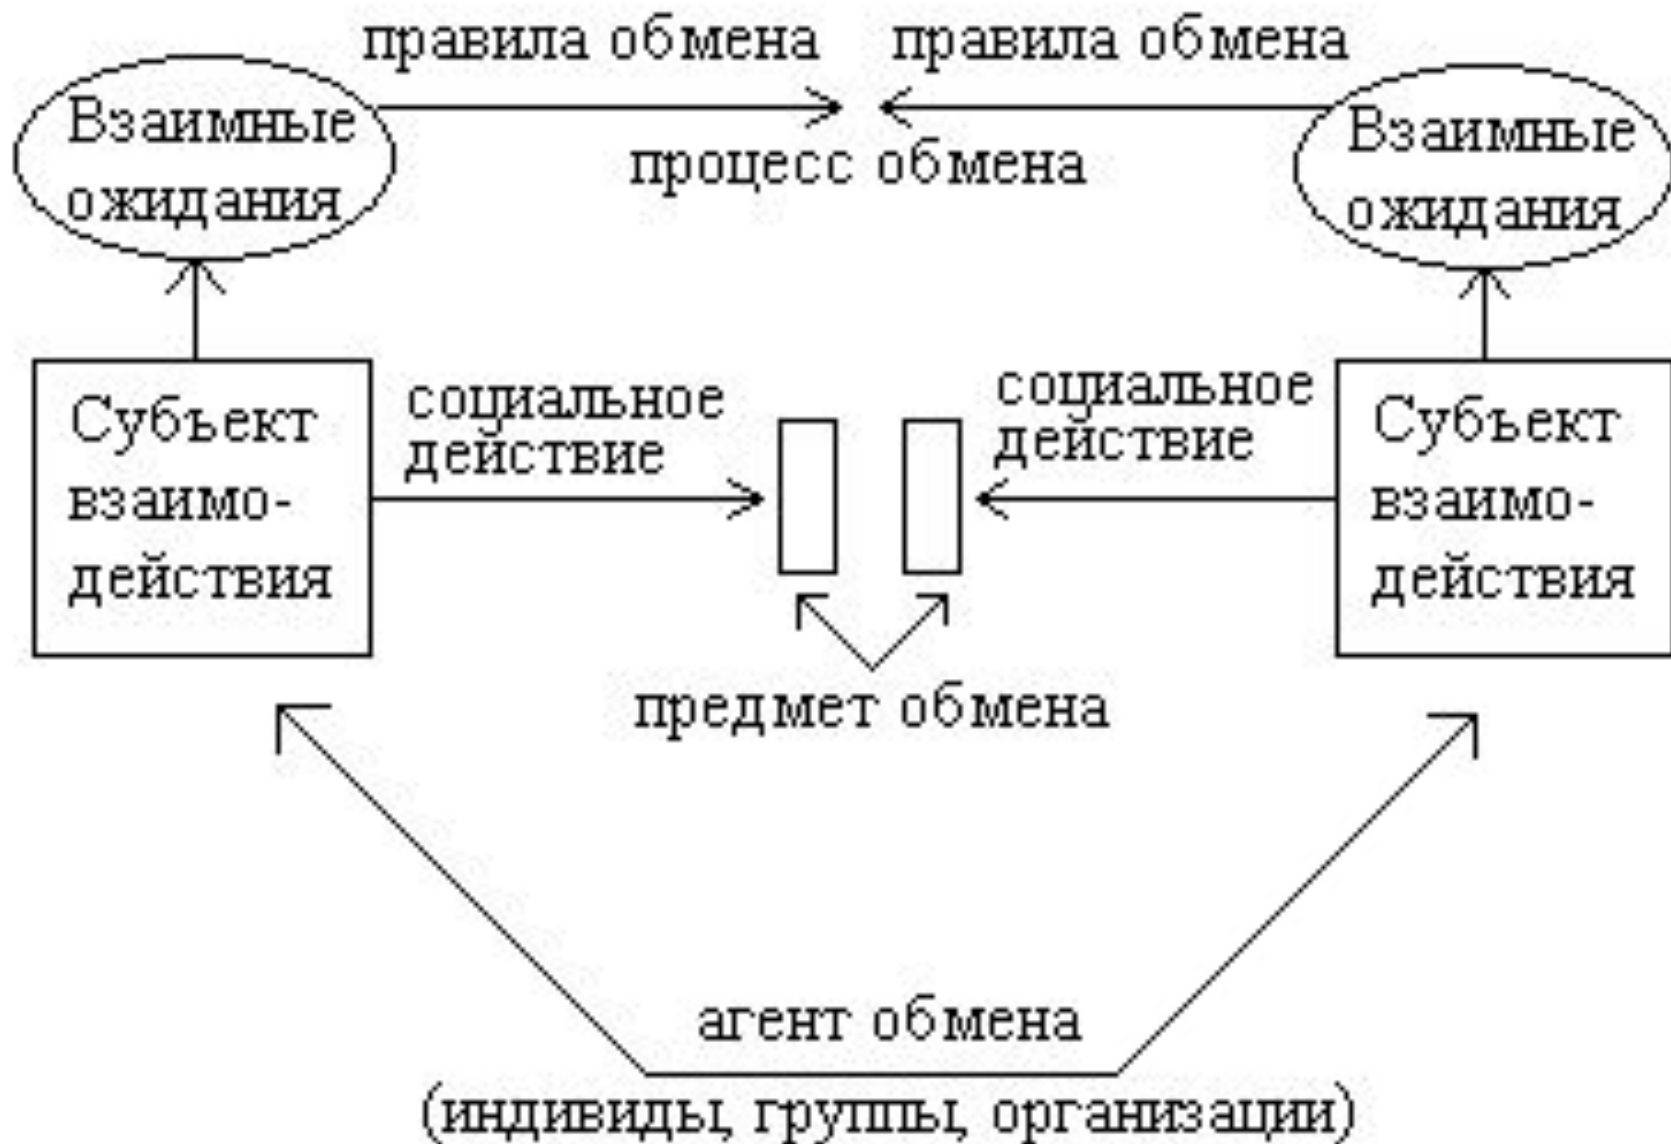 правила обмена правила обмена
Взаимные
ожидания
процесс обмена
Взаимные
ожидания
Субъект
взаимо-
действия
социальное
действие
социальное
действие
Субъект
взаимо-
действия
предмет обмена
агент обмена
(индивиды, группы, организации)